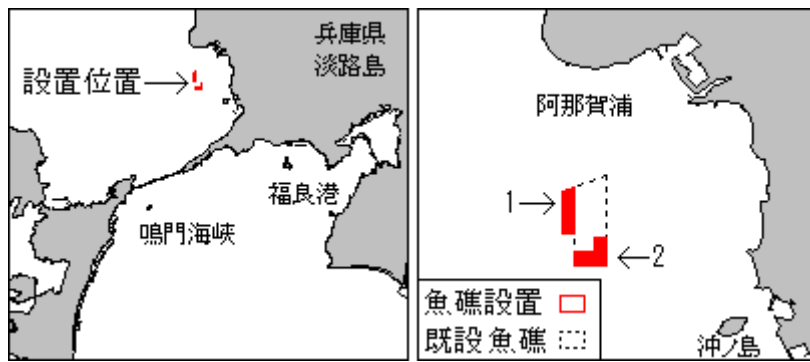 兵庫県
淡路島
設置位置
福良港
鳴門海峡
阿那賀浦
1
2
魚礁設置
既設魚礁
沖ノ島